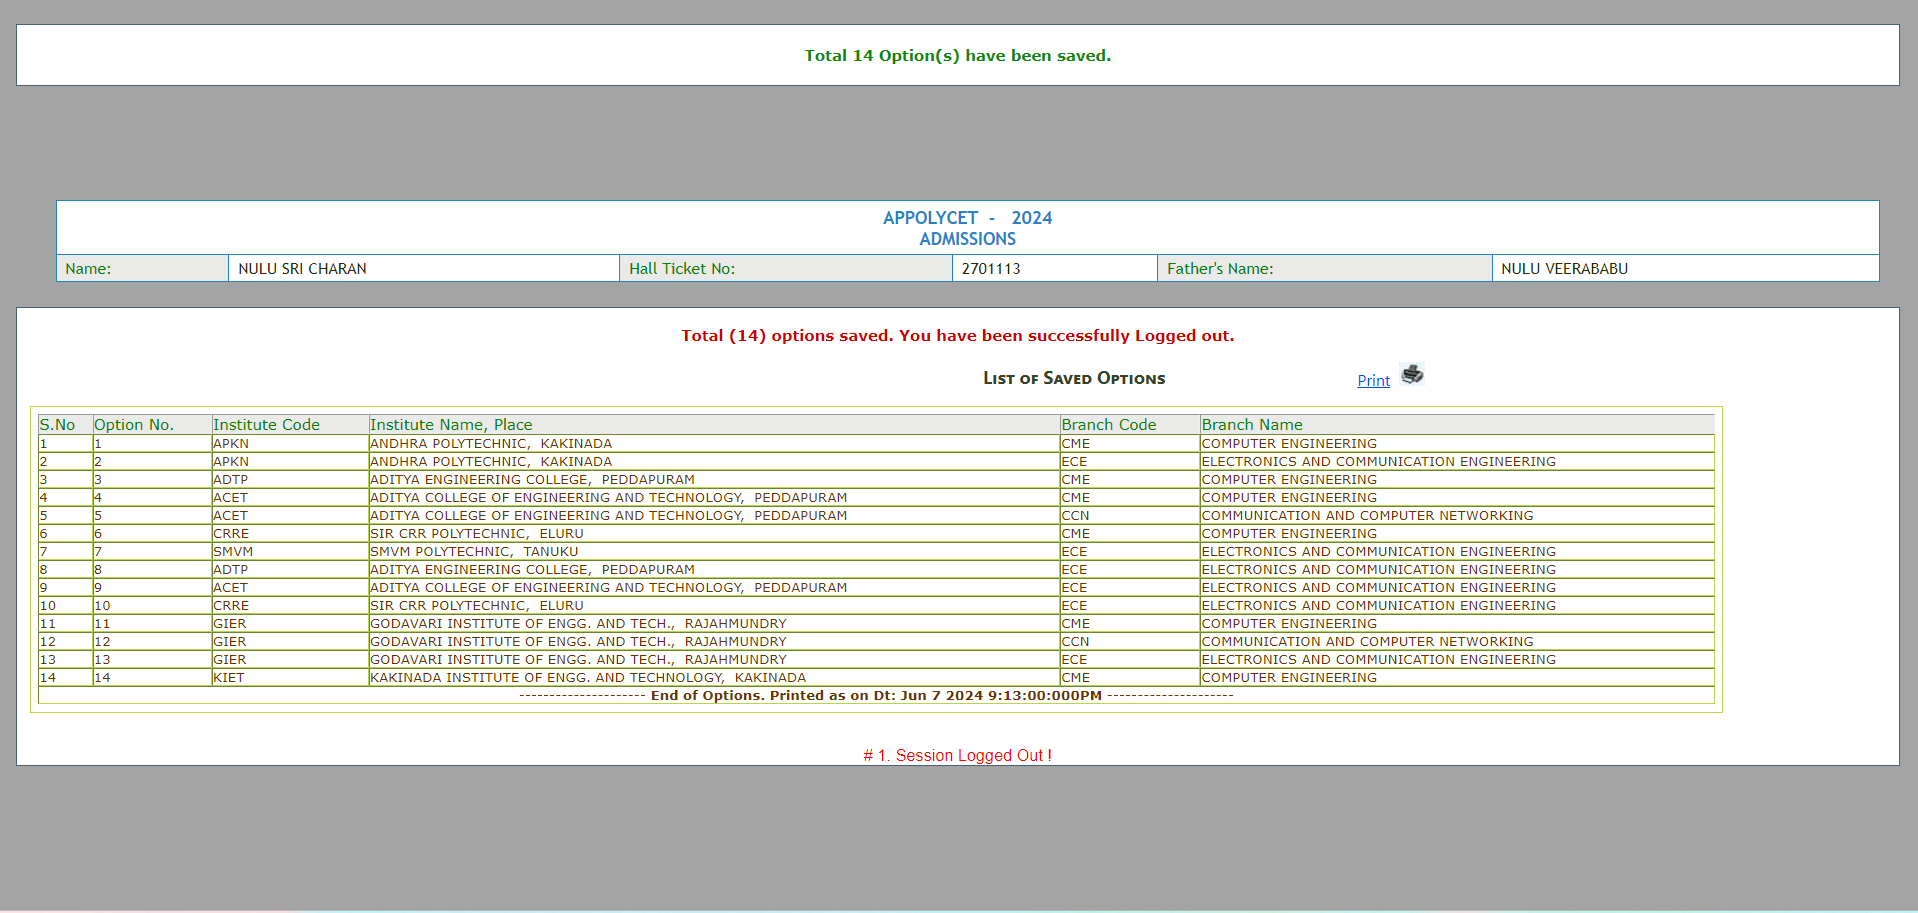 Total 14 Option(s) have been saved.
APPOLYCET - 2024
ADMISSIONS
Name: NULU SRI CHARAN Hall Ticket No: 2701113 Father's Name: NULU VEERABABU
Total (14) options saved. You have been successfully Logged out.
List of Saved Options Print
S.No Option No. Institute Code Institute Name, Place Branch Code Branch Name
1 1 APKN ANDHRA POLYTECHNIC, KAKINADA CME COMPUTER ENGINEERING
2 2 APKN ANDHRA POLYTECHNIC, KAKINADA ECE ELECTRONICS AND COMMUNICATION ENGINEERING
3 3 ADTP ADITYA ENGINEERING COLLEGE, PEDDAPURAM CME COMPUTER ENGINEERING
4 4 ACET ADITYA COLLEGE OF ENGINEERING AND TECHNOLOGY, PEDDAPURAM CME COMPUTER ENGINEERING
5 5 ACET ADITYA COLLEGE OF ENGINEERING AND TECHNOLOGY, PEDDAPURAM CCN COMMUNICATION AND COMPUTER NETWORKING
6 6 CRRE SIR CRR POLYTECHNIC, ELURU CME COMPUTER ENGINEERING
7 7 SMVM SMVM POLYTECHNIC, TANUKU ECE ELECTRONICS AND COMMUNICATION ENGINEERING
8 8 ADTP ADITYA ENGINEERING COLLEGE, PEDDAPURAM ECE ELECTRONICS AND COMMUNICATION ENGINEERING
9 9 ACET ADITYA COLLEGE OF ENGINEERING AND TECHNOLOGY, PEDDAPURAM ECE ELECTRONICS AND COMMUNICATION ENGINEERING
10 10 CRRE SIR CRR POLYTECHNIC, ELURU ECE ELECTRONICS AND COMMUNICATION ENGINEERING
11 11 GIER GODAVARI INSTITUTE OF ENGG. AND TECH., RAJAHMUNDRY CME COMPUTER ENGINEERING
12 12 GIER GODAVARI INSTITUTE OF ENGG. AND TECH., RAJAHMUNDRY CCN COMMUNICATION AND COMPUTER NETWORKING
13 13 GIER GODAVARI INSTITUTE OF ENGG. AND TECH., RAJAHMUNDRY ECE ELECTRONICS AND COMMUNICATION ENGINEERING
14 14 KIET KAKINADA INSTITUTE OF ENGG. AND TECHNOLOGY, KAKINADA CME COMPUTER ENGINEERING
--------------------- End of Options. Printed as on Dt: Jun 7 2024 9:13:00:000PM ---------------------
# 1. Session Logged Out !